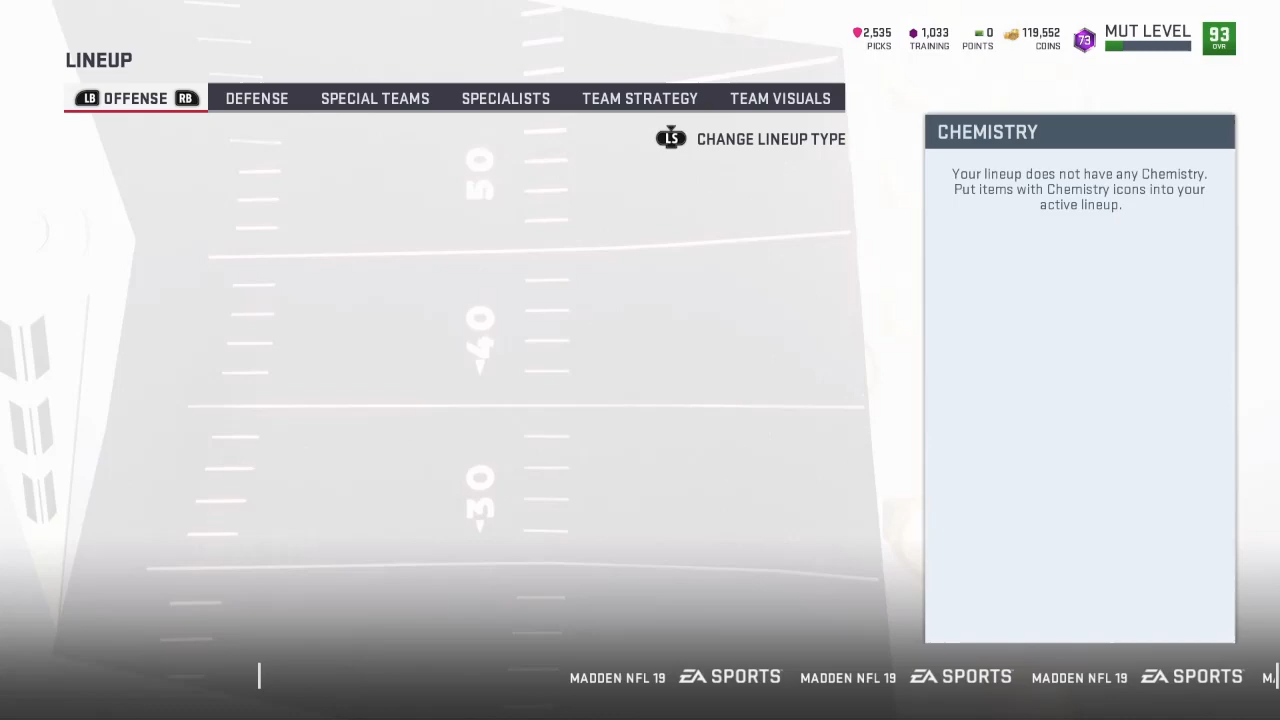 LINEUP
2,535 PICKS
1,033 TRAINING
0 POINTS
119,552 COINS
73
MUT LEVEL
93 OVR
LB OFFENSE RB
DEFENSE
SPECIAL TEAMS
SPECIALISTS
TEAM STRATEGY
TEAM VISUALS
LS CHANGE LINEUP TYPE
CHEMISTRY
Your lineup does not have any Chemistry.
Put items with Chemistry icons into your
active lineup.
50
40
30
MADDEN NFL 19 EA SPORTS MADDEN NFL 19 EA SPORTS MADDEN NFL 19 EA SPORTS